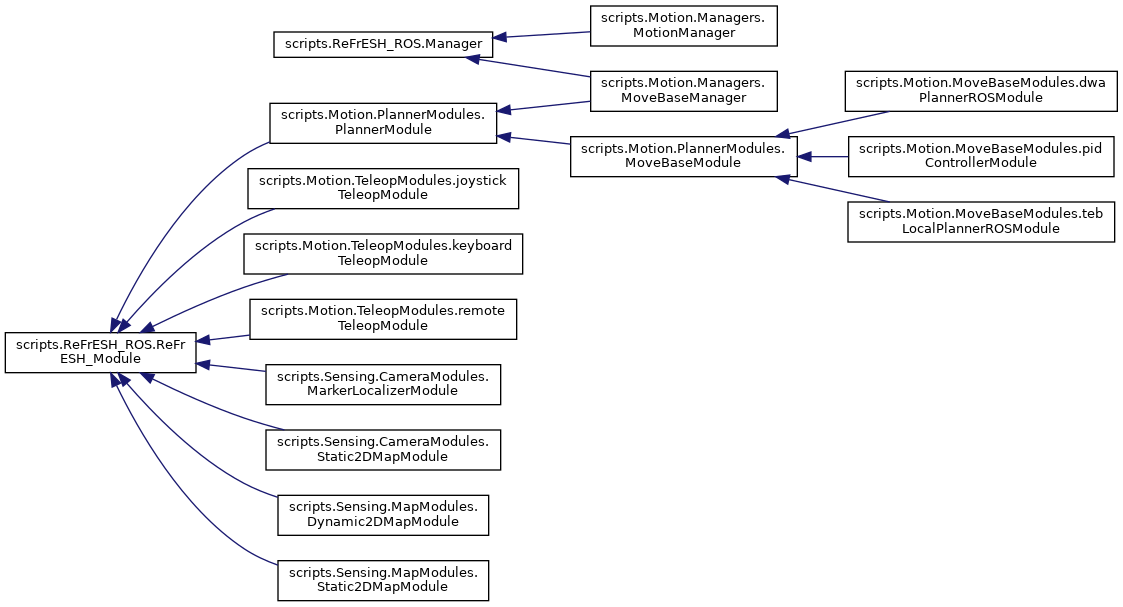 scripts.ReFrESH_ROS.Manager
scripts.Motion.Managers.
MotionManager
scripts.Motion.Managers.
MoveBaseManager
scripts.Motion.PlannerModules.
PlannerModule
scripts.Motion.PlannerModules.
MoveBaseModule
scripts.Motion.MoveBaseModules.dwa
PlannerROSModule
scripts.Motion.MoveBaseModules.pid
ControllerModule
scripts.Motion.MoveBaseModules.teb
LocalPlannerROSModule
scripts.Motion.TeleopModules.joystick
TeleopModule
scripts.Motion.TeleopModules.keyboard
TeleopModule
scripts.Motion.TeleopModules.remote
TeleopModule
scripts.ReFrESH_ROS.ReFr
ESH_Module
scripts.Sensing.CameraModules.
MarkerLocalizerModule
scripts.Sensing.CameraModules.
Static2DMapModule
scripts.Sensing.MapModules.
Dynamic2DMapModule
scripts.Sensing.MapModules.
Static2DMapModule